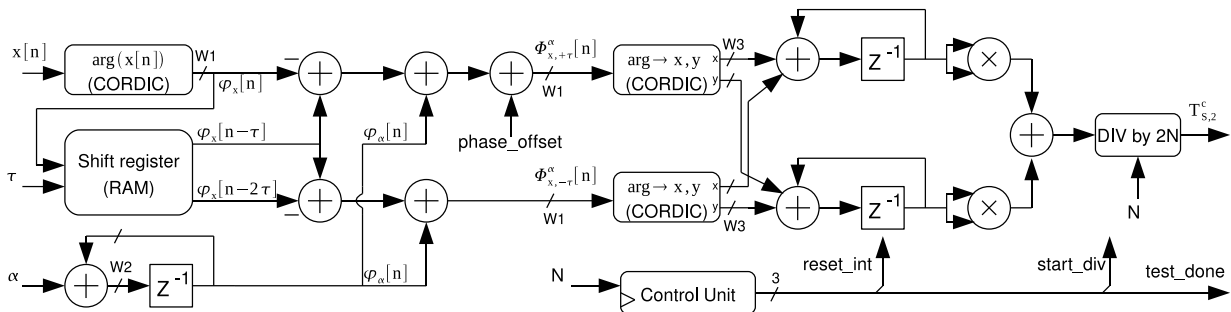 x[n]
arg(x[n])
(CORDIC)
W1
φx[n]
−
+
+
+
Φ^α_{x,+τ}[n]
W1
phase_offset
arg→x,y
(CORDIC)
x
y
W3
+
Z⁻¹
×
τ
Shift register
(RAM)
φx[n−τ]
φx[n−2τ]
φα[n]
−
+
+
Φ^α_{x,−τ}[n]
W1
arg→x,y
(CORDIC)
x
y
W3
+
Z⁻¹
×
+
DIV by 2N
T^c_{S,2}
N
α
+
W2
Z⁻¹
φα[n]
N
Control Unit
3
reset_int
start_div
test_done